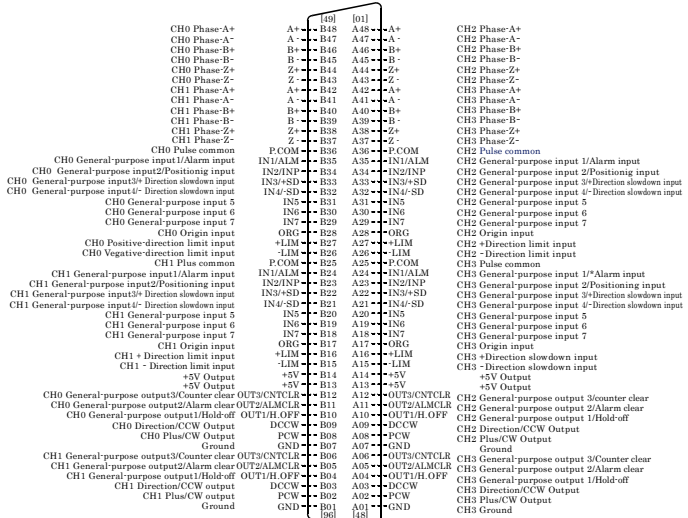 [49] [01]
CH0 Phase-A+ A+ B48 A48 A+ CH2 Phase-A+
CH0 Phase-A- A - B47 A47 A - CH2 Phase-A-
CH0 Phase-B+ B+ B46 A46 B+ CH2 Phase-B+
CH0 Phase-B- B - B45 A45 B - CH2 Phase-B-
CH0 Phase-Z+ Z+ B44 A44 Z+ CH2 Phase-Z+
CH0 Phase-Z- Z - B43 A43 Z - CH2 Phase-Z-
CH1 Phase-A+ A+ B42 A42 A+ CH3 Phase-A+
CH1 Phase-A- A - B41 A41 A - CH3 Phase-A-
CH1 Phase-B+ B+ B40 A40 B+ CH3 Phase-B+
CH1 Phase-B- B - B39 A39 B - CH3 Phase-B-
CH1 Phase-Z+ Z+ B38 A38 Z+ CH3 Phase-Z+
CH1 Phase-Z- Z - B37 A37 Z - CH3 Phase-Z-
CH0 Pulse common P.COM B36 A36 P.COM CH2 Pulse common
CH0 General-purpose input1/Alarm input IN1/ALM B35 A35 IN1/ALM CH2 General-purpose input 1/Alarm input
CH0 General-purpose input2/Positionig input IN2/INP B34 A34 IN2/INP CH2 General-purpose input 2/Positionig input
CH0 General-purpose input3/+ Direction slowdown input IN3/+SD B33 A33 IN3/+SD CH2 General-purpose input 3/+Direction slowdown input
CH0 General-purpose input4/- Direction slowdown input IN4/-SD B32 A32 IN4/-SD CH2 General-purpose input 4/-Direction slowdown input
CH0 General-purpose input 5 IN5 B31 A31 IN5 CH2 General-purpose input 5
CH0 General-purpose input 6 IN6 B30 A30 IN6 CH2 General-purpose input 6
CH0 General-purpose input 7 IN7 B29 A29 IN7 CH2 General-purpose input 7
CH0 Origin input ORG B28 A28 ORG CH2 Origin input
CH0 Positive-direction limit input +LIM B27 A27 +LIM CH2 +Direction limit input
CH0 Vegative-direction limit input -LIM B26 A26 -LIM CH2 - Direction limit input
CH1 Plus common P.COM B25 A25 P.COM CH3 Pulse common
CH1 General-purpose input1/Alarm input IN1/ALM B24 A24 IN1/ALM CH3 General-purpose input 1/*Alarm input
CH1 General-purpose input2/Positioning input IN2/INP B23 A23 IN2/INP CH3 General-purpose input 2/Positioning input
CH1 General-purpose input3/+ Direction slowdown input IN3/+SD B22 A22 IN3/+SD CH3 General-purpose input 3/+Direction slowdown input
CH1 General-purpose input4/- Direction slowdown input IN4/-SD B21 A21 IN4/-SD CH3 General-purpose input 4/-Direction slowdown input
CH1 General-purpose input 5 IN5 B20 A20 IN5 CH3 General-purpose input 5
CH1 General-purpose input 6 IN6 B19 A19 IN6 CH3 General-purpose input 6
CH1 General-purpose input 7 IN7 B18 A18 IN7 CH3 General-purpose input 7
CH1 Origin input ORG B17 A17 ORG CH3 Origin input
CH1 + Direction limit input +LIM B16 A16 +LIM CH3 +Direction slowdown input
CH1 - Direction limit input -LIM B15 A15 -LIM CH3 -Direction slowdown input
+5V Output +5V B14 A14 +5V +5V Output
+5V Output +5V B13 A13 +5V +5V Output
CH0 General-purpose output3/Counter clear OUT3/CNTCLR B12 A12 OUT3/CNTCLR CH2 General-purpose output 3/counter clear
CH0 General-purpose output2/Alarm clear OUT2/ALMCLR B11 A11 OUT2/ALMCLR CH2 General-purpose output 2/Alarm clear
CH0 General-purpose output1/Hold-off OUT1/H.OFF B10 A10 OUT1/H.OFF CH2 General-purpose output 1/Hold-off
CH0 Direction/CCW Output DCCW B09 A09 DCCW CH2 Direction/CCW Output
CH0 Plus/CW Output PCW B08 A08 PCW CH2 Plus/CW Output
Ground GND B07 A07 GND Ground
CH1 General-purpose output3/Counter clear OUT3/CNTCLR B06 A06 OUT3/CNTCLR CH3 General-purpose output 3/Counter clear
CH1 General-purpose output2/Alarm clear OUT2/ALMCLR B05 A05 OUT2/ALMCLR CH3 General-purpose output 2/Alarm clear
CH1 General-purpose output1/Hold-off OUT1/H.OFF B04 A04 OUT1/H.OFF CH3 General-purpose output 1/Hold-off
CH1 Direction/CCW output DCCW B03 A03 DCCW CH3 Direction/CCW Output
CH1 Plus/CW output PCW B02 A02 PCW CH3 Plus/CW Output
Ground GND B01 A01 GND CH3 Ground
[96] [48]